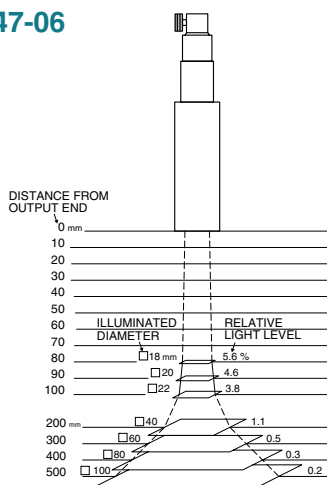 47-06
DISTANCE FROM
OUTPUT END
0 mm
10
20
30
40
50
60
ILLUMINATED
DIAMETER
RELATIVE
LIGHT LEVEL
70
80 □18 mm 5.6 %
90 □20 4.6
100 □22 3.8
200 mm □40 1.1
300 □60 0.5
400 □80 0.3
500 □100 0.2